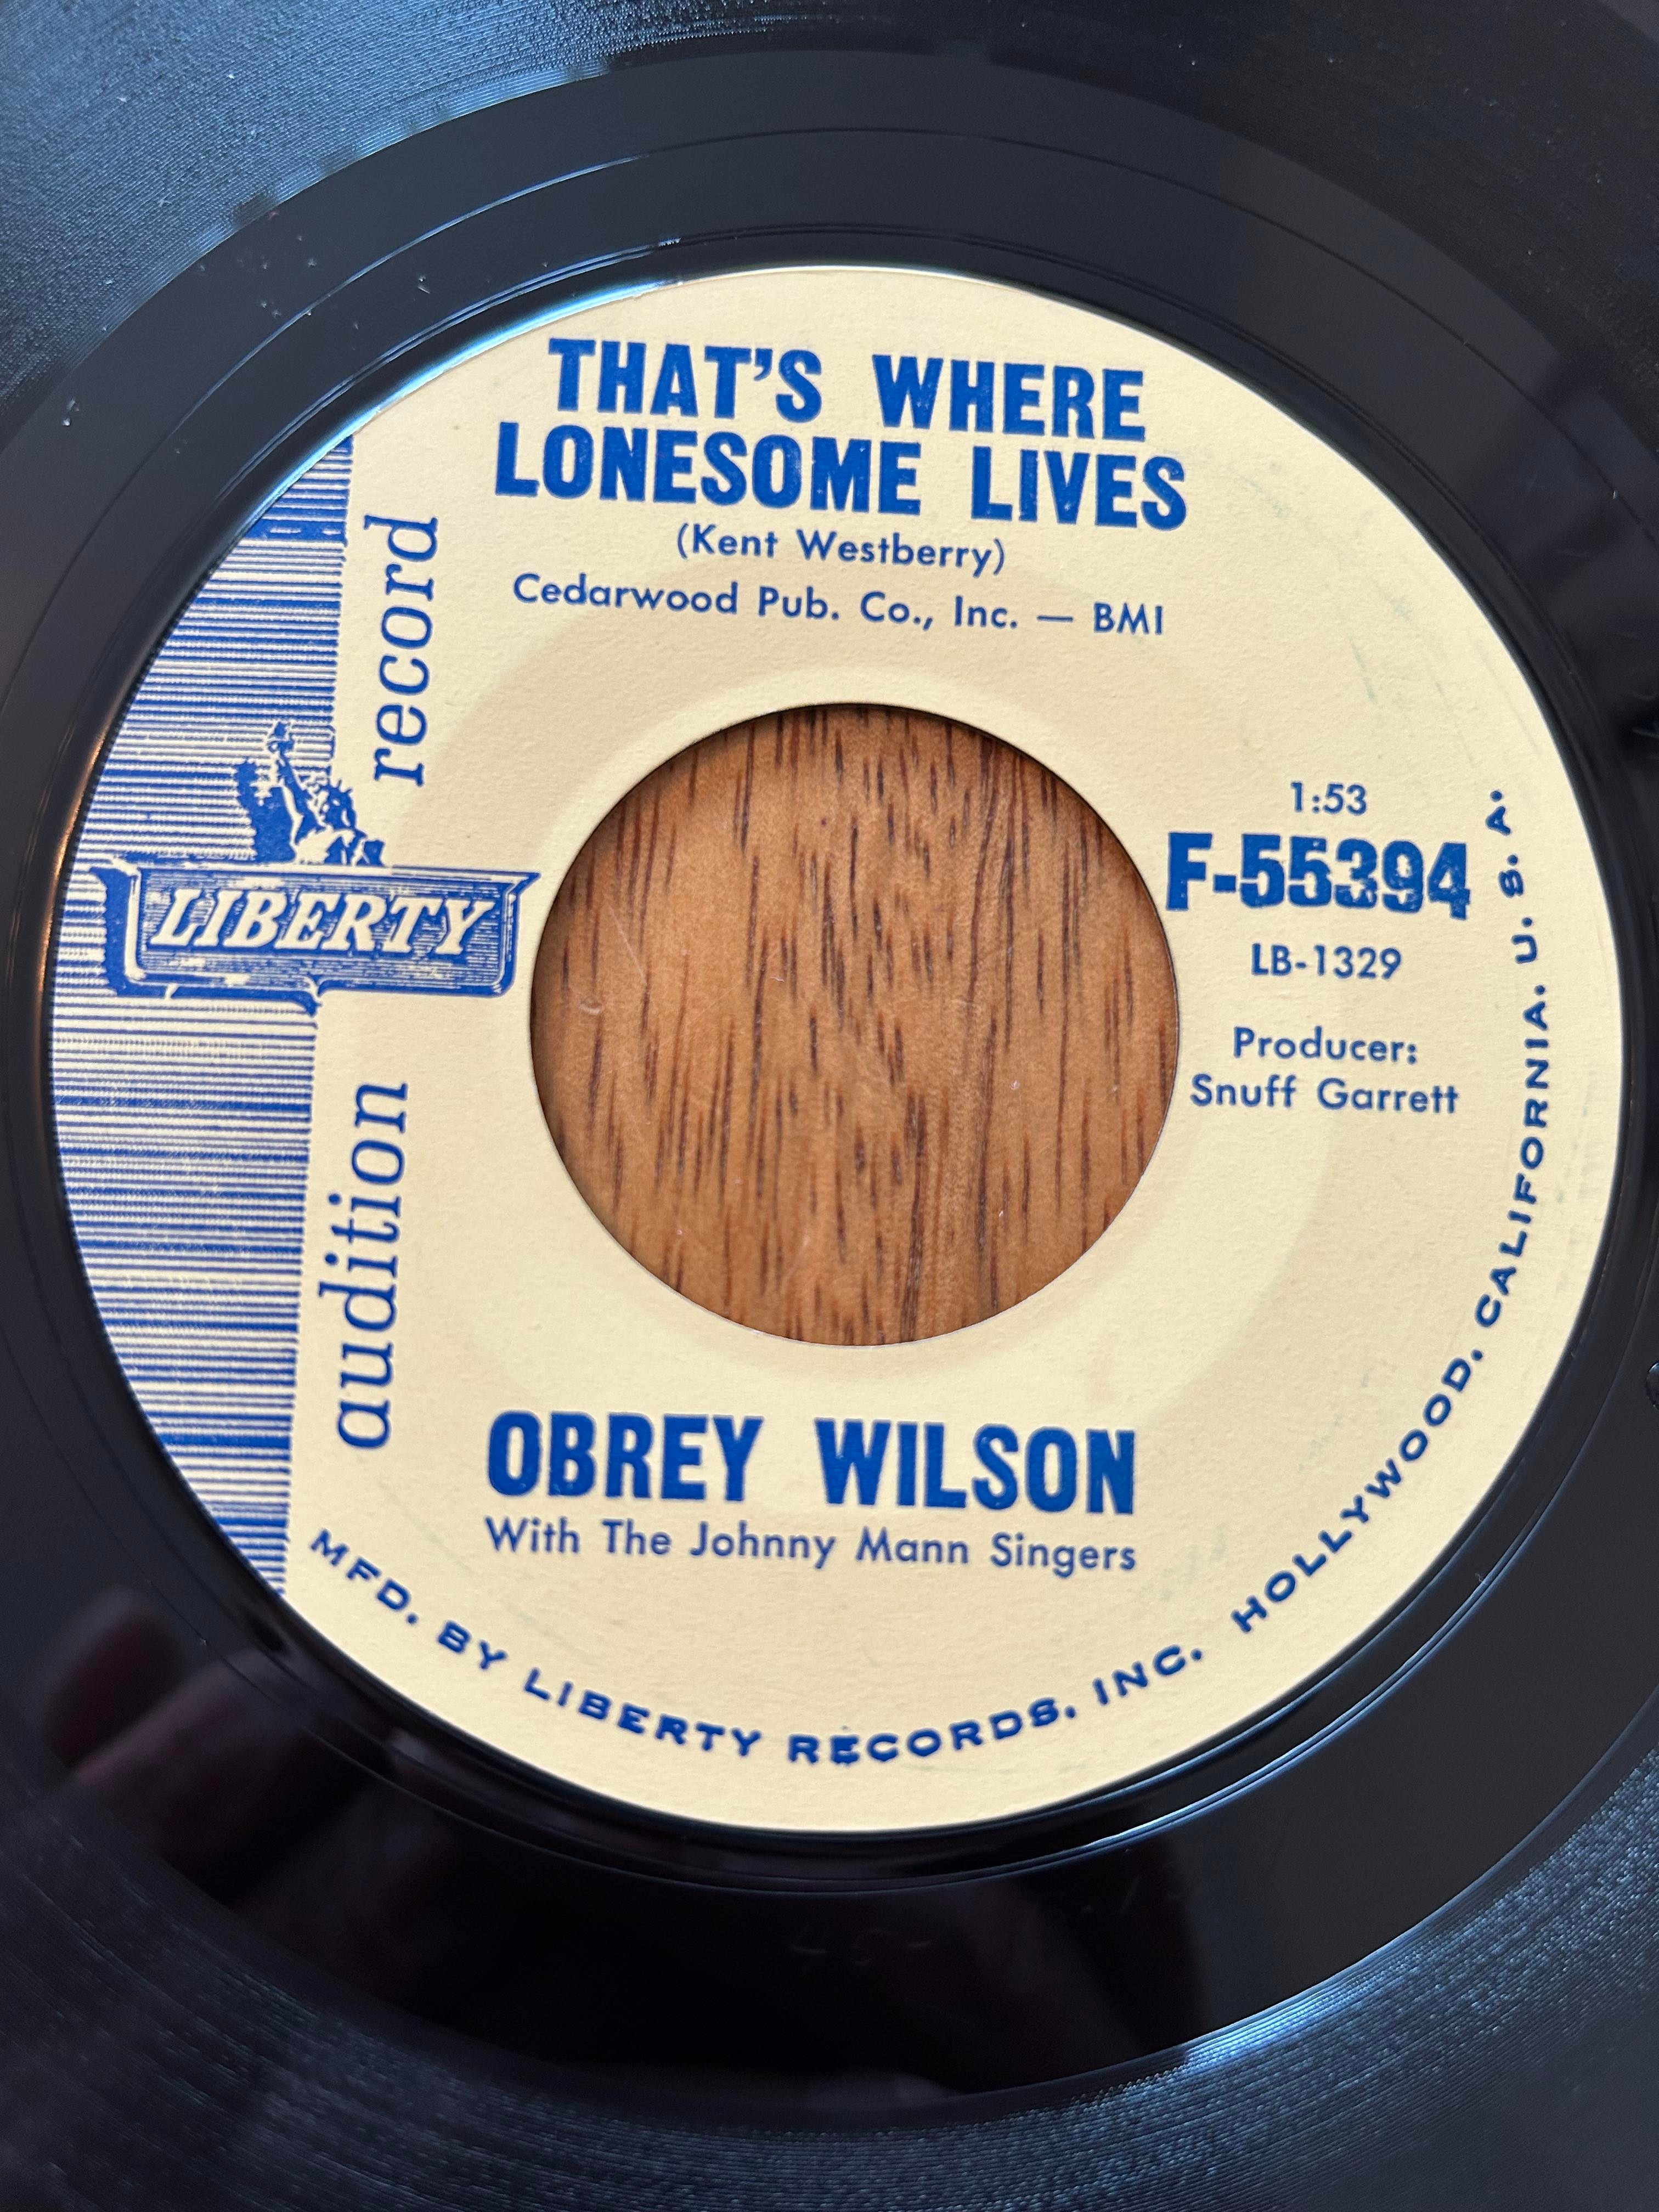 THAT'S WHERE
LONESOME LIVES
(Kent Westberry)
Cedarwood Pub. Co., Inc. — BMI
record
LIBERTY
audition
1:53
F-55394
LB-1329
Producer:
Snuff Garrett
OBREY WILSON
With The Johnny Mann Singers
MFD. BY LIBERTY RECORDS, INC. HOLLYWOOD, CALIFORNIA, U. S. A.